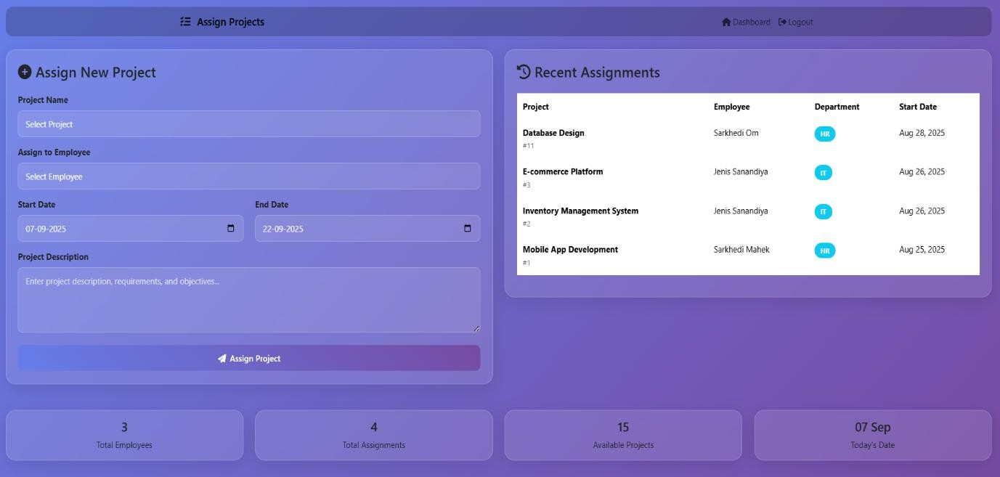 Assign Projects
Dashboard Logout
Assign New Project
Project Name
Select Project
Assign to Employee
Select Employee
Start Date End Date
07-09-2025 22-09-2025
Project Description
Enter project description, requirements, and objectives...
Assign Project
Recent Assignments
Project Employee Department Start Date
Database Design Sarkhedi Om HR Aug 28, 2025
#11
E-commerce Platform Jenis Sanandiya IT Aug 26, 2025
#3
Inventory Management System Jenis Sanandiya IT Aug 26, 2025
#2
Mobile App Development Sarkhedi Mahek HR Aug 25, 2025
#1
3
Total Employees
4
Total Assignments
15
Available Projects
07 Sep
Today's Date